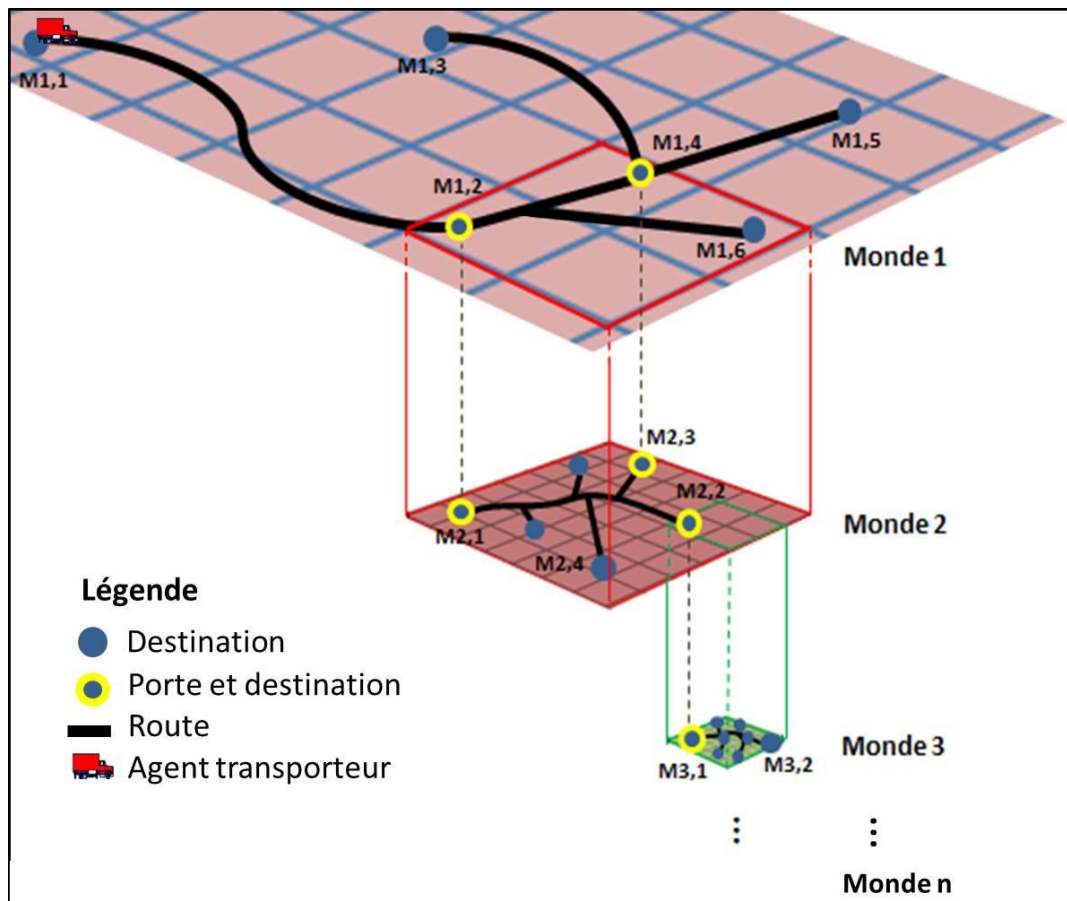 M1,1
M1,3
M1,4
M1,5
M1,2
M1,6
Monde 1
M2,3
M2,2
M2,1
Monde 2
M2,4
Légende
Destination
Porte et destination
Route
Agent transporteur
Monde 3
M3,1
M3,2
Monde n